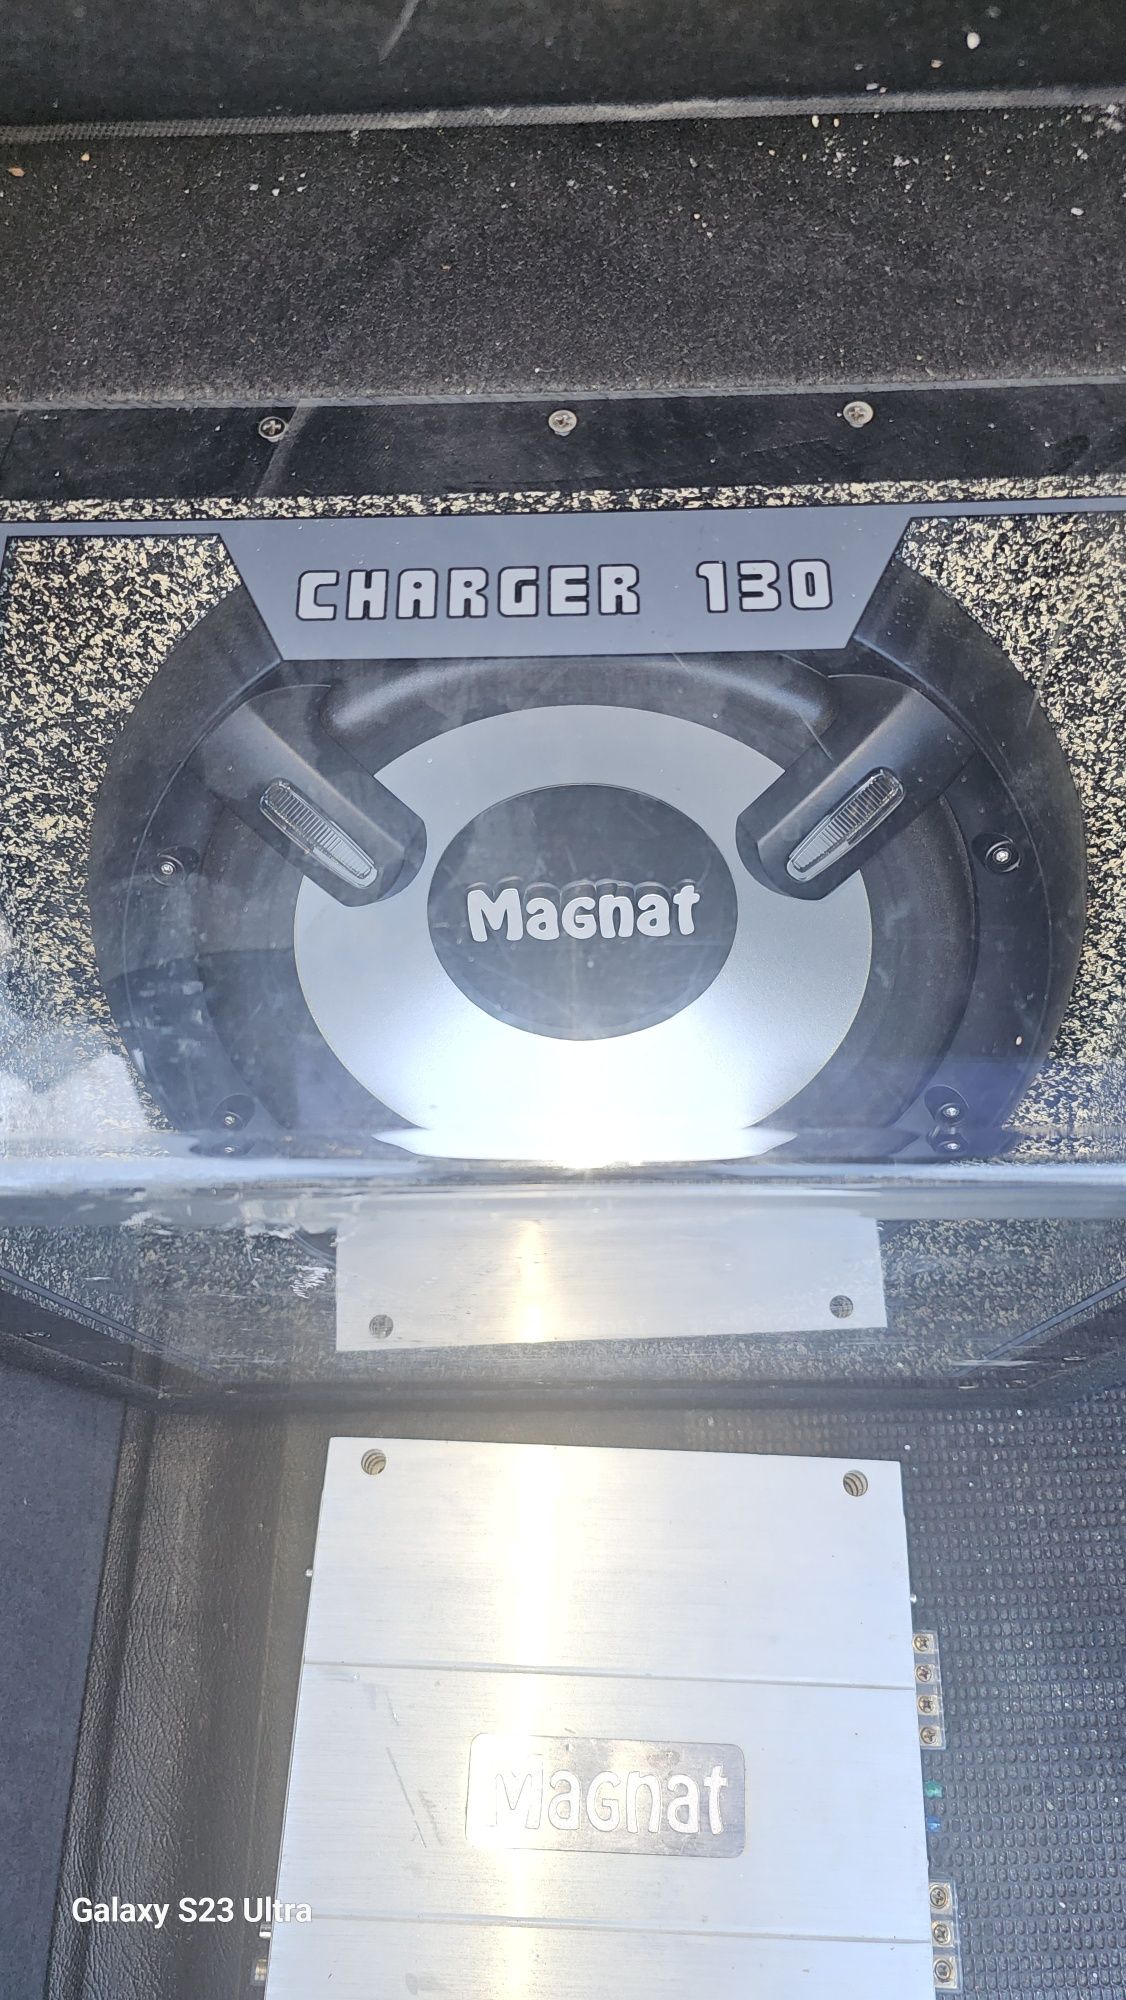 CHARGER 130
Magnat
Magnat
Galaxy S23 Ultra